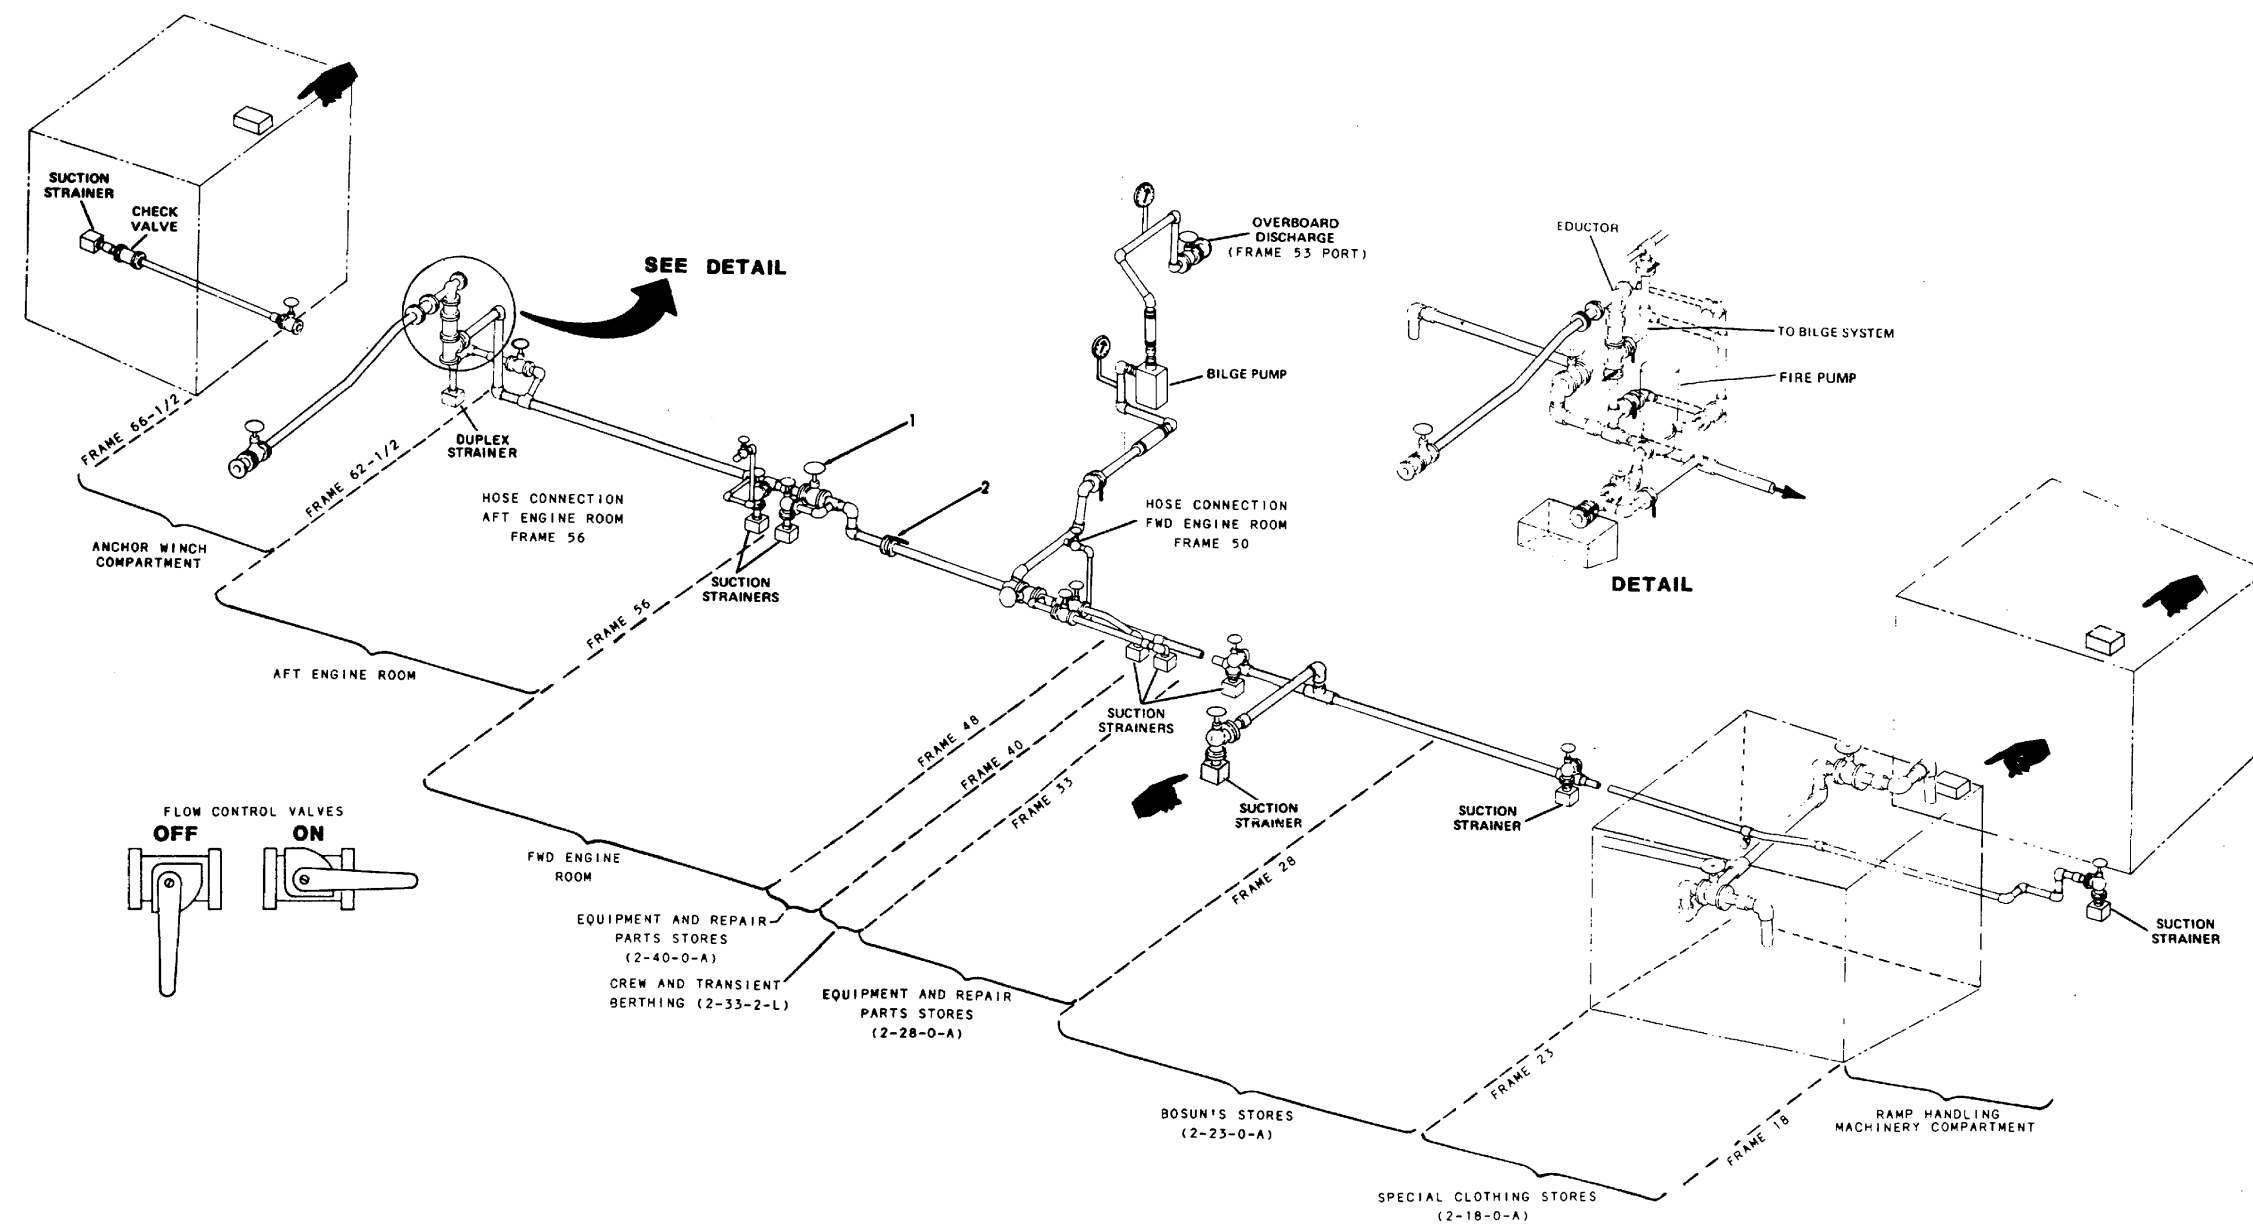 SUCTION
STRAINER
CHECK
VALVE
SEE DETAIL
OVERBOARD
DISCHARGE
(FRAME 53 PORT)
BILGE PUMP
EDUCTOR
TO BILGE SYSTEM
FIRE PUMP
DETAIL
FRAME 66-1/2
FRAME 62-1/2
DUPLEX
STRAINER
1
2
HOSE CONNECTION
AFT ENGINE ROOM
FRAME 56
HOSE CONNECTION
FWD ENGINE ROOM
FRAME 50
ANCHOR WINCH
COMPARTMENT
SUCTION
STRAINERS
FRAME 56
AFT ENGINE ROOM
SUCTION
STRAINERS
FRAME 48
FRAME 40
FRAME 33
SUCTION
STRAINER
SUCTION
STRAINER
FRAME 28
SUCTION
STRAINER
FLOW CONTROL VALVES
OFF
ON
FWD ENGINE
ROOM
EQUIPMENT AND REPAIR
PARTS STORES
(2-40-0-A)
CREW AND TRANSIENT
BERTHING (2-33-2-L)
EQUIPMENT AND REPAIR
PARTS STORES
(2-28-0-A)
FRAME 23
BOSUN'S STORES
(2-23-0-A)
FRAME 18
RAMP HANDLING
MACHINERY COMPARTMENT
SPECIAL CLOTHING STORES
(2-18-0-A)